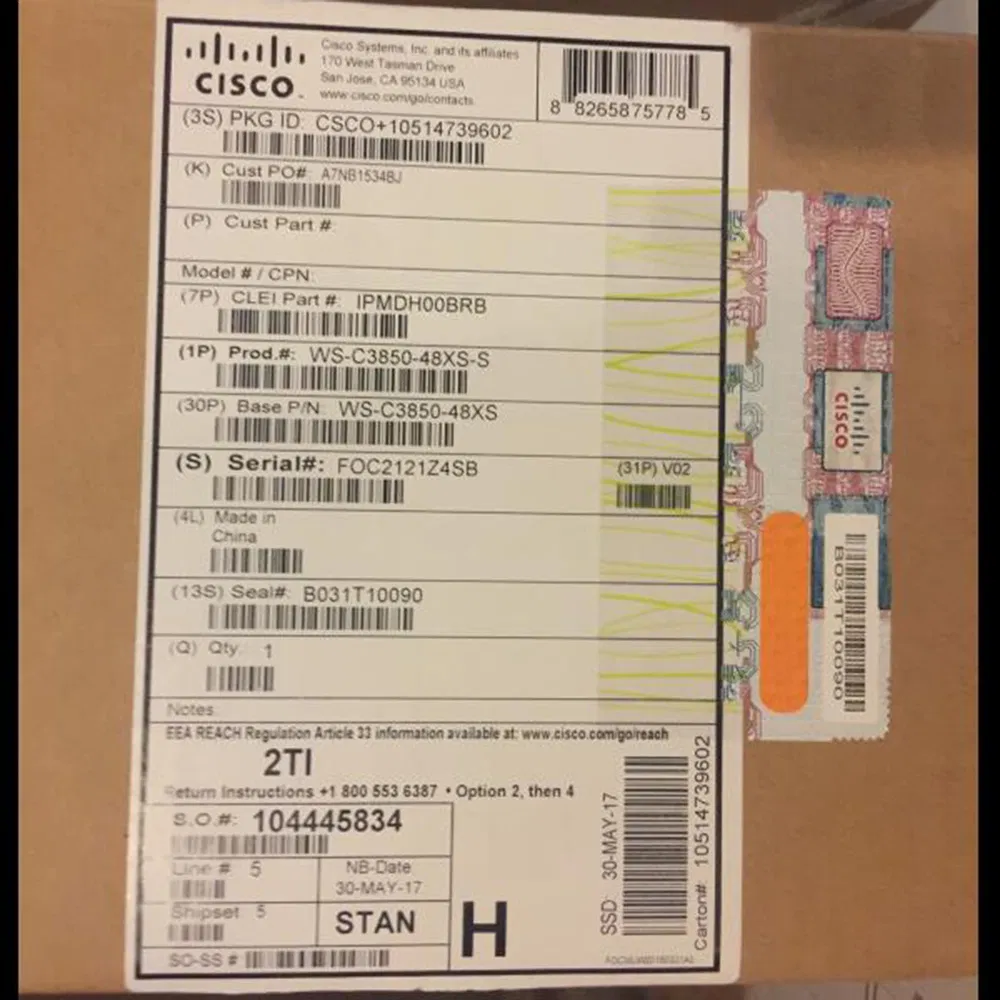 CISCO
Cisco Systems, Inc. and its affiliates
170 West Tasman Drive
San Jose, CA 95134 USA
www.cisco.com/go/contacts
8 82658 75778 5
(3S) PKG ID: CSCO+10514739602
(K) Cust PO#: A7NB1534BJ
(P) Cust Part #
Model # / CPN:
(7P) CLEI Part #: IPMDH00BRB
(1P) Prod.#: WS-C3850-48XS-S
(30P) Base P/N: WS-C3850-48XS
(S) Serial#: FOC2121Z4SB
(31P) V02
(4L) Made in
China
(13S) Seal#: B031T10090
(Q) Qty. 1
Notes:
EEA REACH Regulation Article 33 information available at: www.cisco.com/go/reach
2TI
Return Instructions +1 800 553 6387 • Option 2, then 4
S.O.#: 104445834
Line # 5
NB-Date
30-MAY-17
Shipset 5
STAN
SO-SS #
H
SSD: 30-MAY-17
Carton#: 10514739602
CISCO
B031T10090